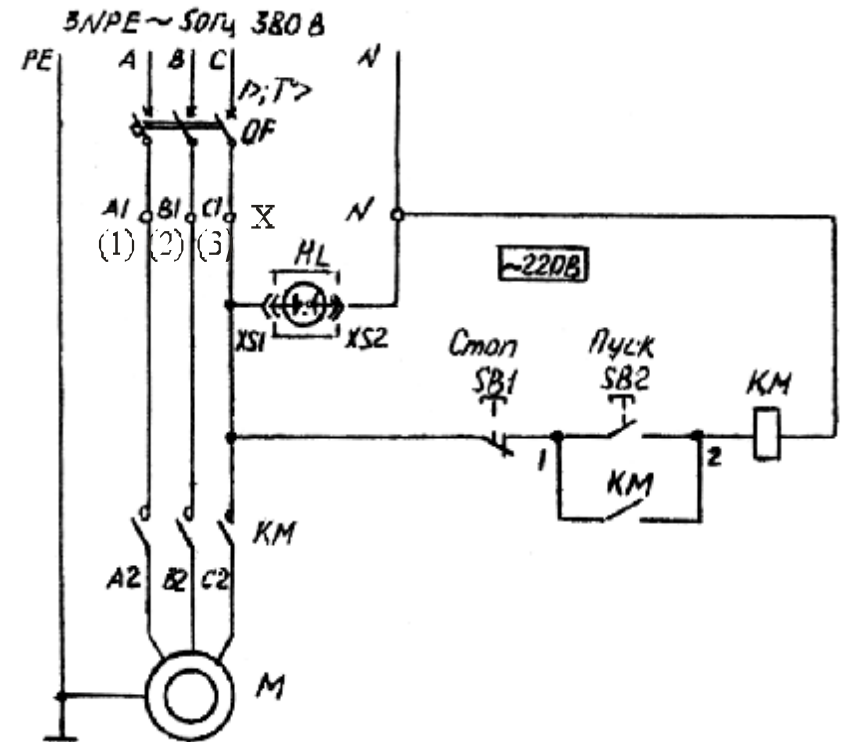 3NPE ~ 50Гц 380 В
PE A B C N
I>;T°>
QF
A1 B1 C1 X N
(1) (2) (3)
HL
~220В
XS1 XS2
Стоп Пуск
SB1 SB2 KM
1 2
KM
KM
A2 B2 C2
M